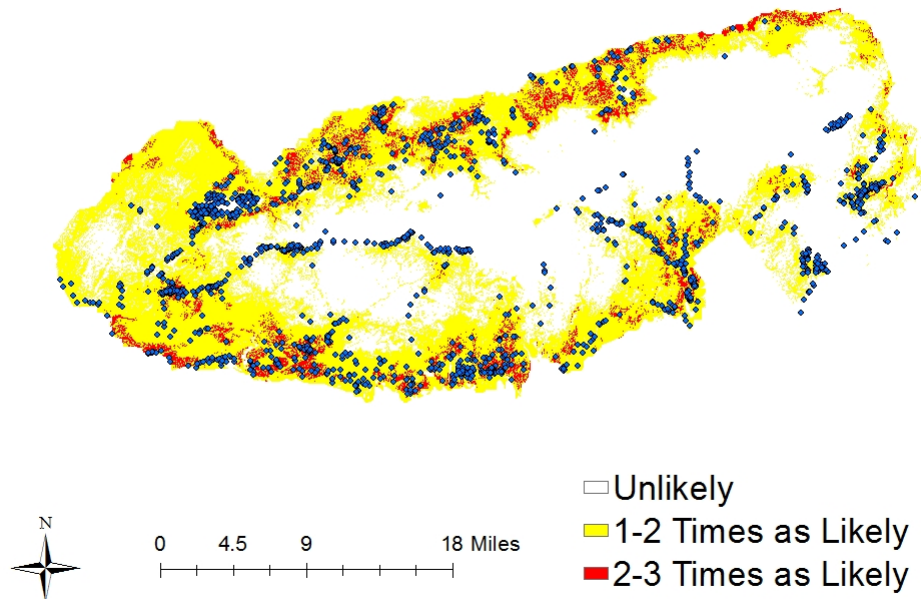 Unlikely
1-2 Times as Likely
2-3 Times as Likely
N
0 4.5 9 18 Miles